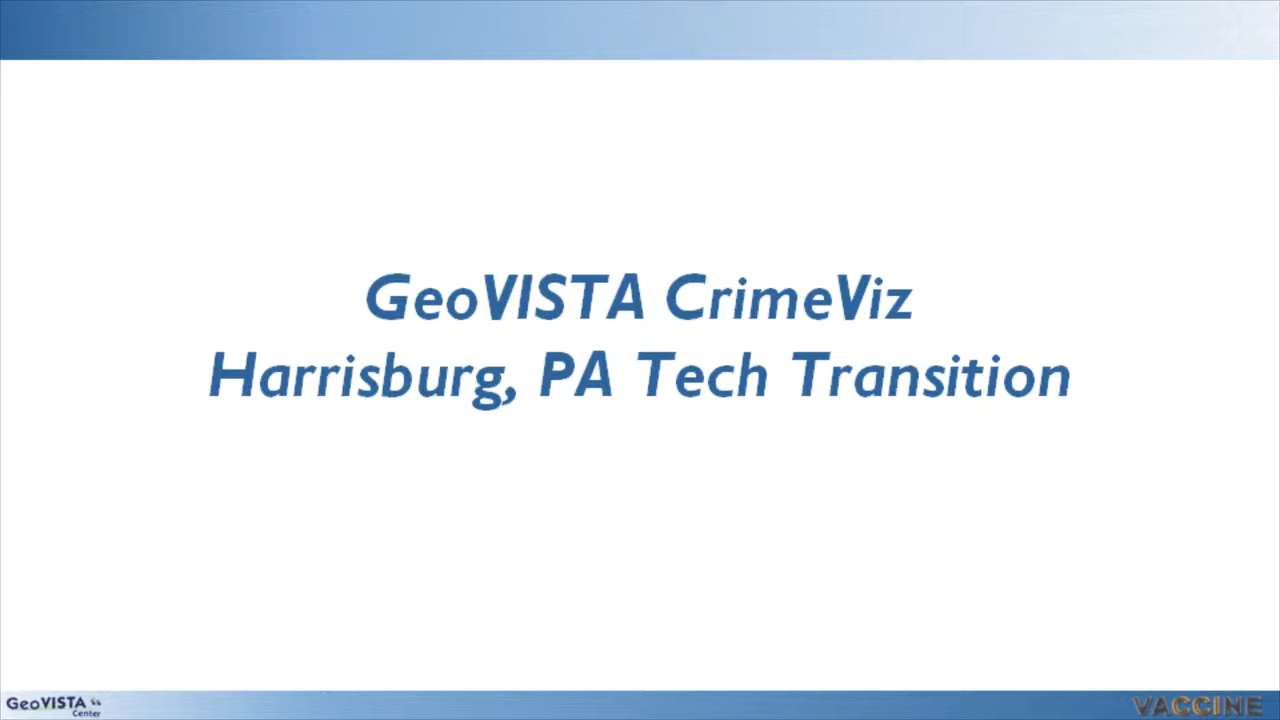 GeoVISTA CrimeViz
Harrisburg, PA Tech Transition
GeoVISTA
Center
VACCINE